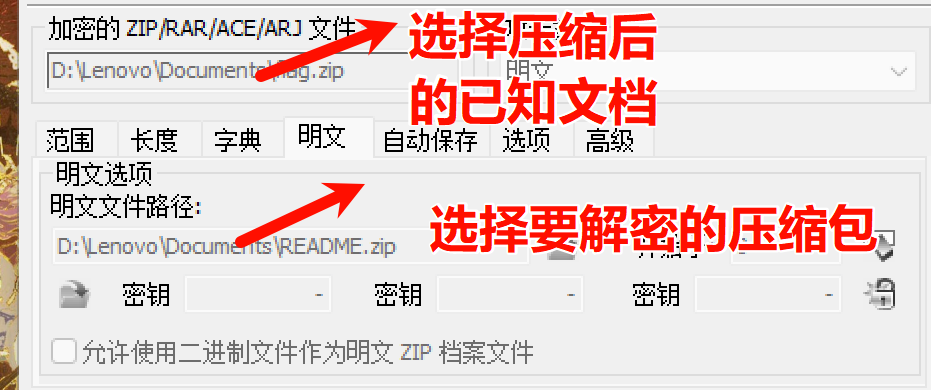 加密的 ZIP/RAR/ACE/ARJ 文件
选择压缩后
的已知文档
D:\Lenovo\Documents\flag.zip
明文
范围 长度 字典 明文 自动保存 选项 高级
明文选项
明文文件路径:
选择要解密的压缩包
D:\Lenovo\Documents\README.zip
密钥 - 密钥 - 密钥 -
允许使用二进制文件作为明文 ZIP 档案文件